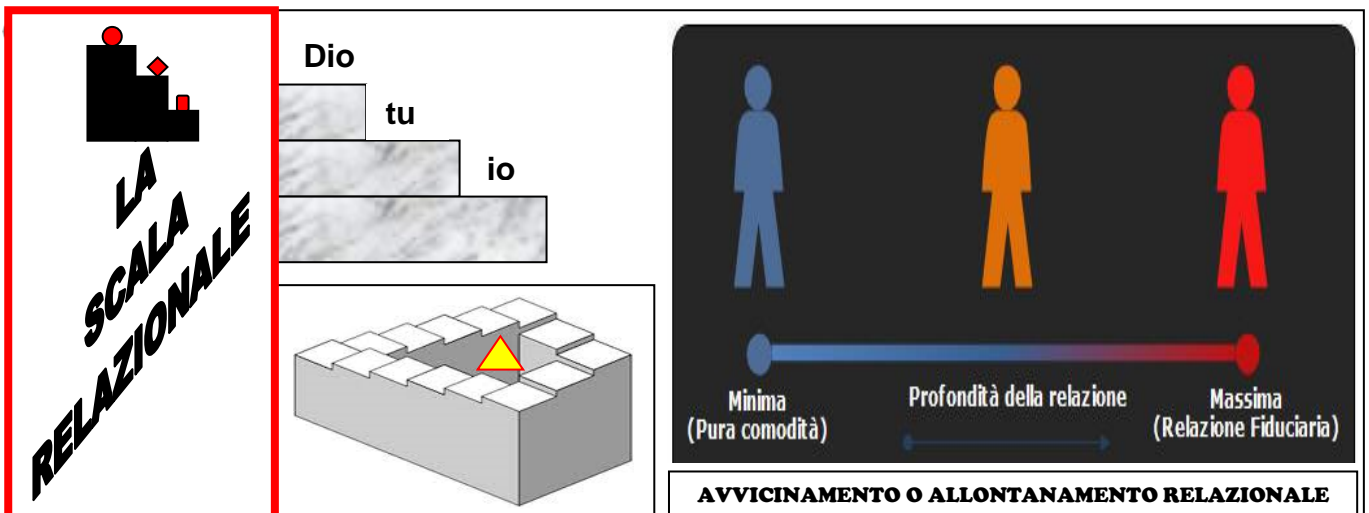 LA
SCALA
RELAZIONALE
Dio
tu
io
Minima
(Pura comodità)
Profondità della relazione
Massima
(Relazione Fiduciaria)
AVVICINAMENTO O ALLONTANAMENTO RELAZIONALE